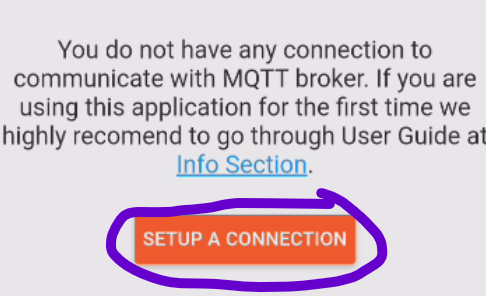 You do not have any connection to
communicate with MQTT broker. If you are
using this application for the first time we
highly recomend to go through User Guide at
Info Section.
SETUP A CONNECTION